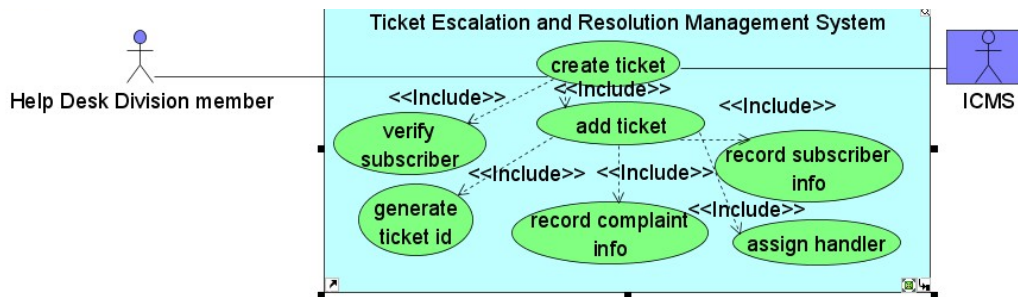 Ticket Escalation and Resolution Management System
create ticket
Help Desk Division member
ICMS
<<Include>>
<<Include>>
verify
subscriber
add ticket
<<Include>>
record subscriber
info
<<Include>>
<<Include>>
generate
ticket id
record complaint
info
<<Include>>
assign handler